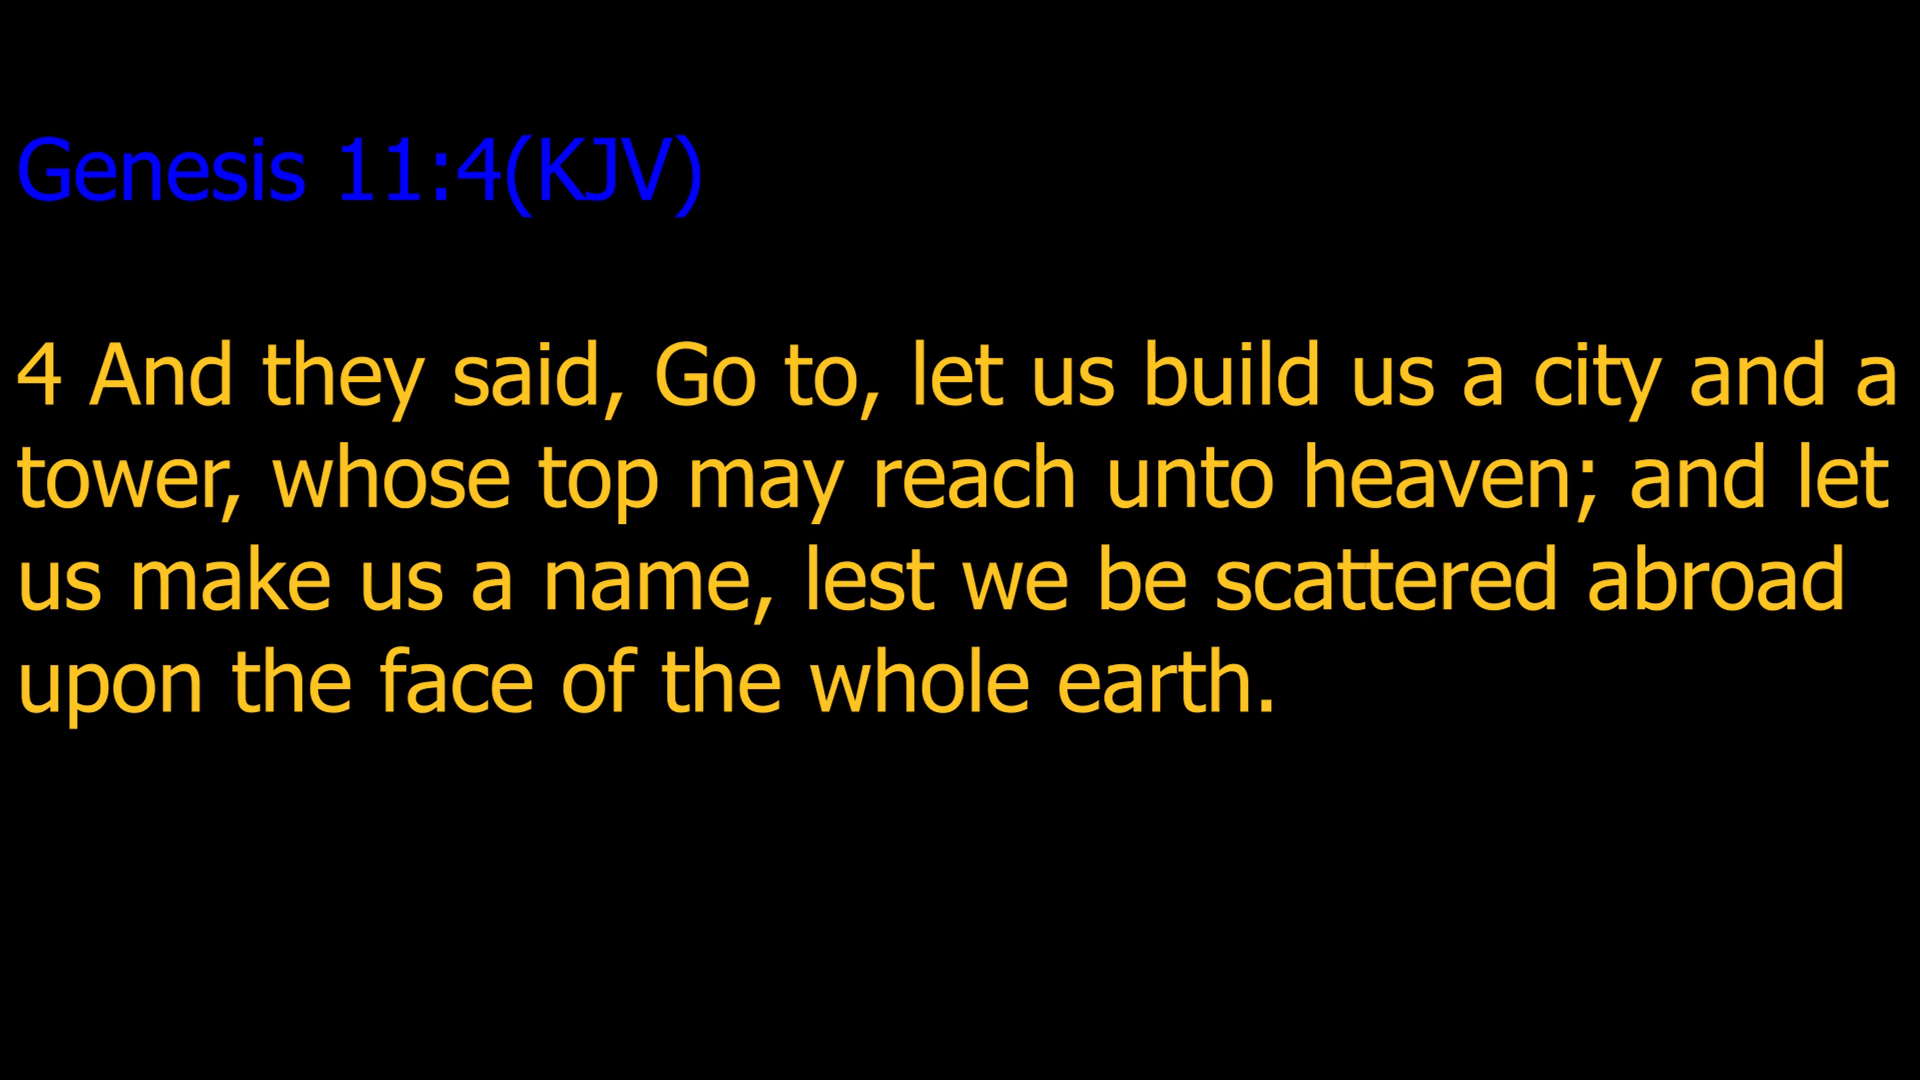 Genesis 11:4(KJV)
4 And they said, Go to, let us build us a city and a
tower, whose top may reach unto heaven; and let
us make us a name, lest we be scattered abroad
upon the face of the whole earth.